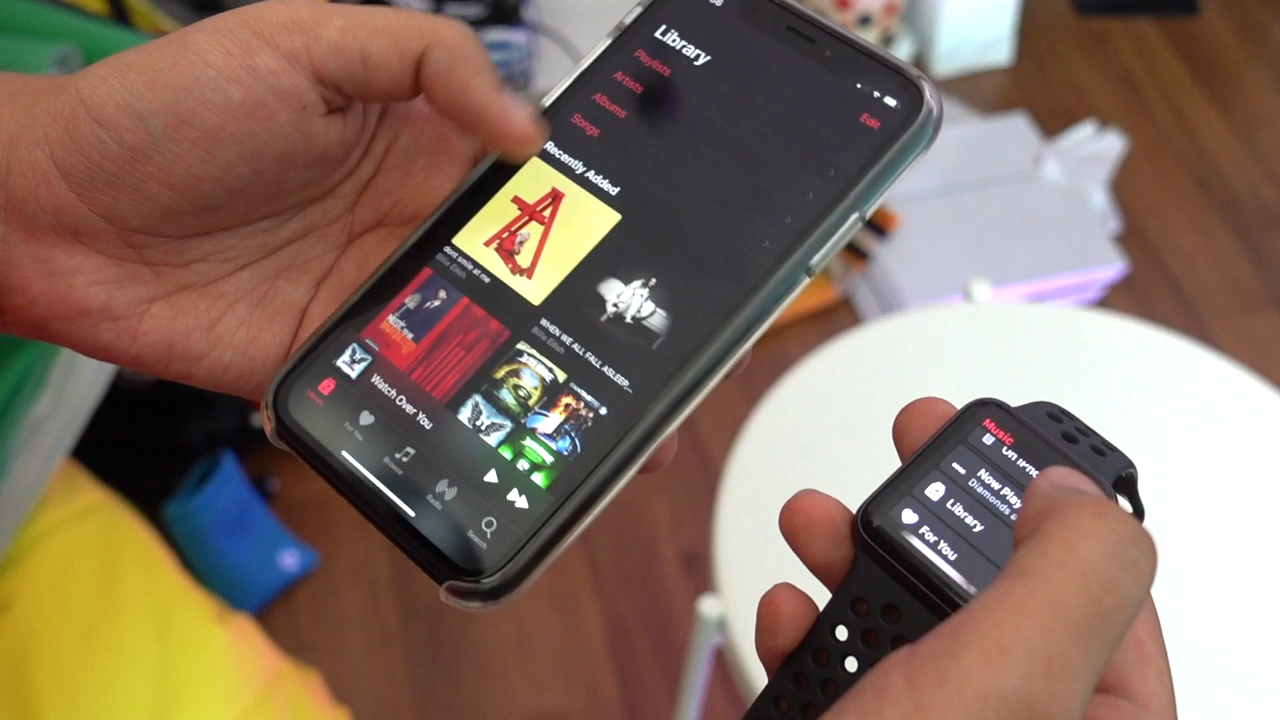 Library
Edit
Playlists
Artists
Albums
Songs
Recently Added
dont smile at me
Billie Eilish
WHEN WE ALL FALL ASLEEP,...
Billie Eilish
Watch Over You
Library
For You
Browse
Radio
Search
Music
Now Play
Diamonds
Library
For You